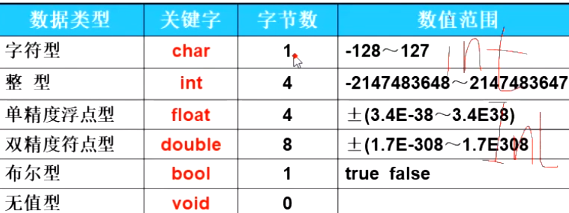 数据类型 关键字 字节数 数值范围
字符型 char 1 -128～127
整 型 int 4 -2147483648～2147483647
单精度浮点型 float 4 ±(3.4E-38～3.4E38)
双精度符点型 double 8 ±(1.7E-308～1.7E308
布尔型 bool 1 true false
无值型 void 0
int
Int